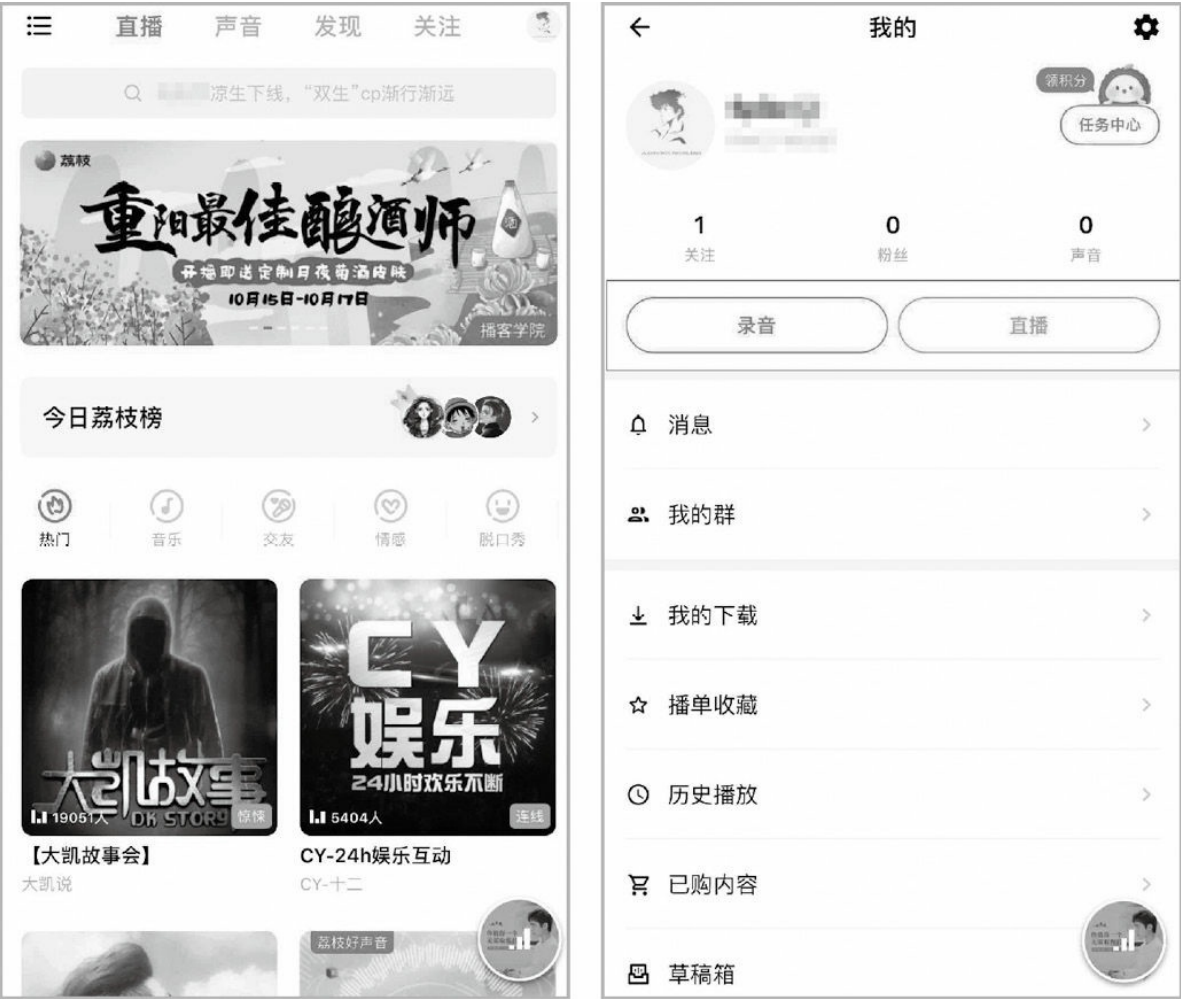 直播 声音 发现 关注
凉生下线，“双生”cp渐行渐远
荔枝
重阳最佳酿酒师
开播即送定制月夜菊酒皮肤
10月15日-10月17日
播客学院
今日荔枝榜
热门 音乐 交友 情感 脱口秀
大凯故事
DK STORY
19051人 惊悚
【大凯故事会】
大凯说
CY
娱乐
24小时欢乐不断
5404人 连线
CY-24h娱乐互动
CY-十二
荔枝好声音
我的
领积分
任务中心
1 0 0
关注 粉丝 声音
录音 直播
消息
我的群
我的下载
播单收藏
历史播放
已购内容
草稿箱